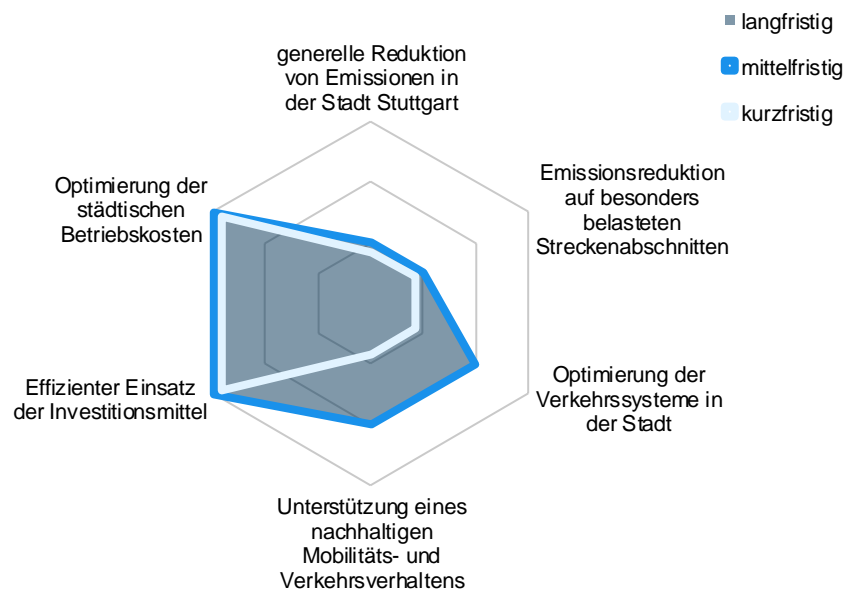 langfristig
mittelfristig
kurzfristig
generelle Reduktion
von Emissionen in
der Stadt Stuttgart
Emissionsreduktion
auf besonders
belasteten
Streckenabschnitten
Optimierung der
Verkehrssysteme in
der Stadt
Unterstützung eines
nachhaltigen
Mobilitäts- und
Verkehrsverhaltens
Effizienter Einsatz
der Investitionsmittel
Optimierung der
städtischen
Betriebskosten